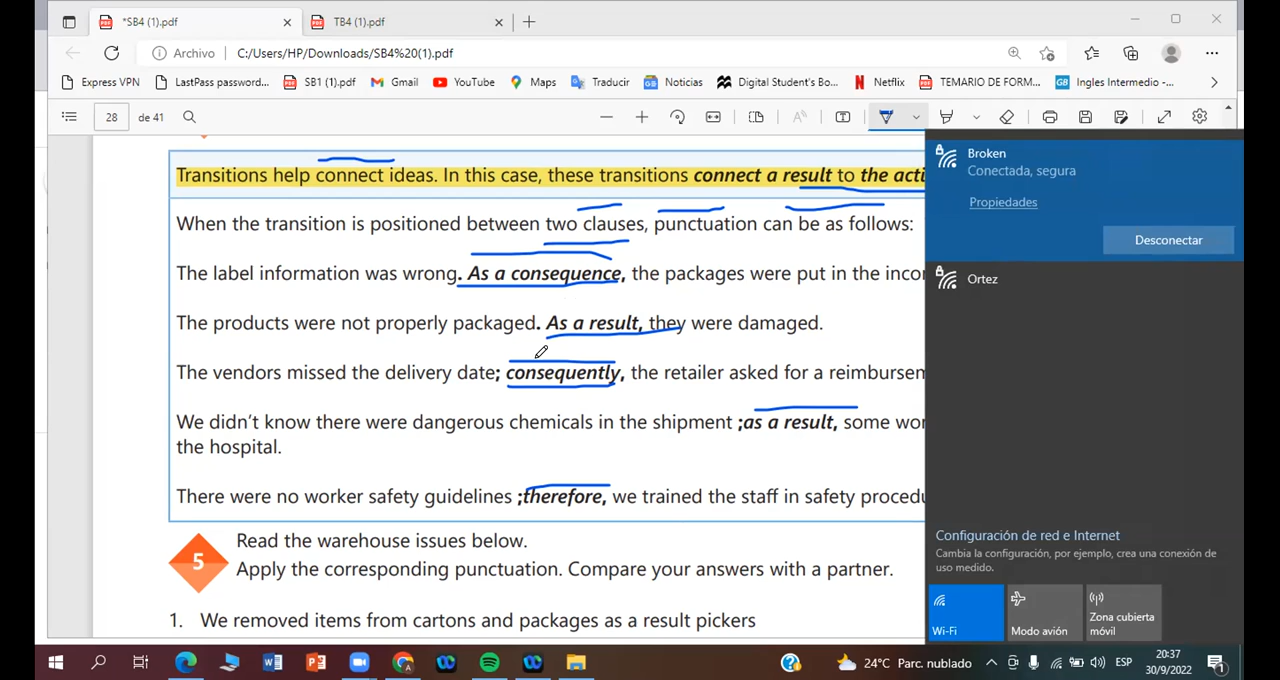 *SB4 (1).pdf
TB4 (1).pdf
Archivo
C:/Users/HP/Downloads/SB4%20(1).pdf
Express VPN
LastPass password...
SB1 (1).pdf
Gmail
YouTube
Maps
Traducir
Noticias
Digital Student's Bo...
Netflix
TEMARIO DE FORM...
Ingles Intermedio -...
28
de 41
Transitions help connect ideas. In this case, these transitions connect a result to the acti
When the transition is positioned between two clauses, punctuation can be as follows:
The label information was wrong. As a consequence, the packages were put in the incor
The products were not properly packaged. As a result, they were damaged.
The vendors missed the delivery date; consequently, the retailer asked for a reimbursem
We didn't know there were dangerous chemicals in the shipment ;as a result, some wor
the hospital.
There were no worker safety guidelines ;therefore, we trained the staff in safety procedu
5
Read the warehouse issues below.
Apply the corresponding punctuation. Compare your answers with a partner.
1. We removed items from cartons and packages as a result pickers
Broken
Conectada, segura
Propiedades
Desconectar
Ortez
Configuración de red e Internet
Cambia la configuración, por ejemplo, crea una conexión de
uso medido.
Wi-Fi
Modo avión
Zona cubierta
móvil
24°C Parc. nublado
ESP
20:37
30/9/2022
1